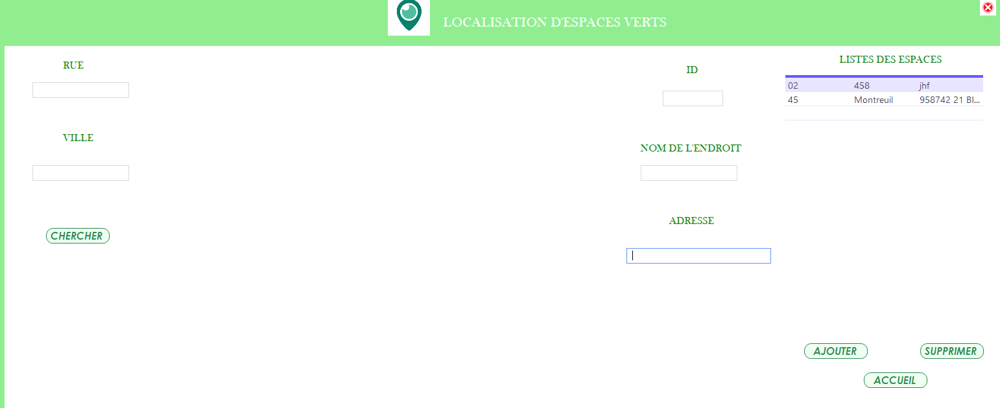 LOCALISATION D'ESPACES VERTS
RUE
VILLE
CHERCHER
ID
NOM DE L'ENDROIT
ADRESSE
LISTES DES ESPACES
02 458 jhf
45 Montreuil 958742 21 Bl...
AJOUTER SUPPRIMER
ACCUEIL